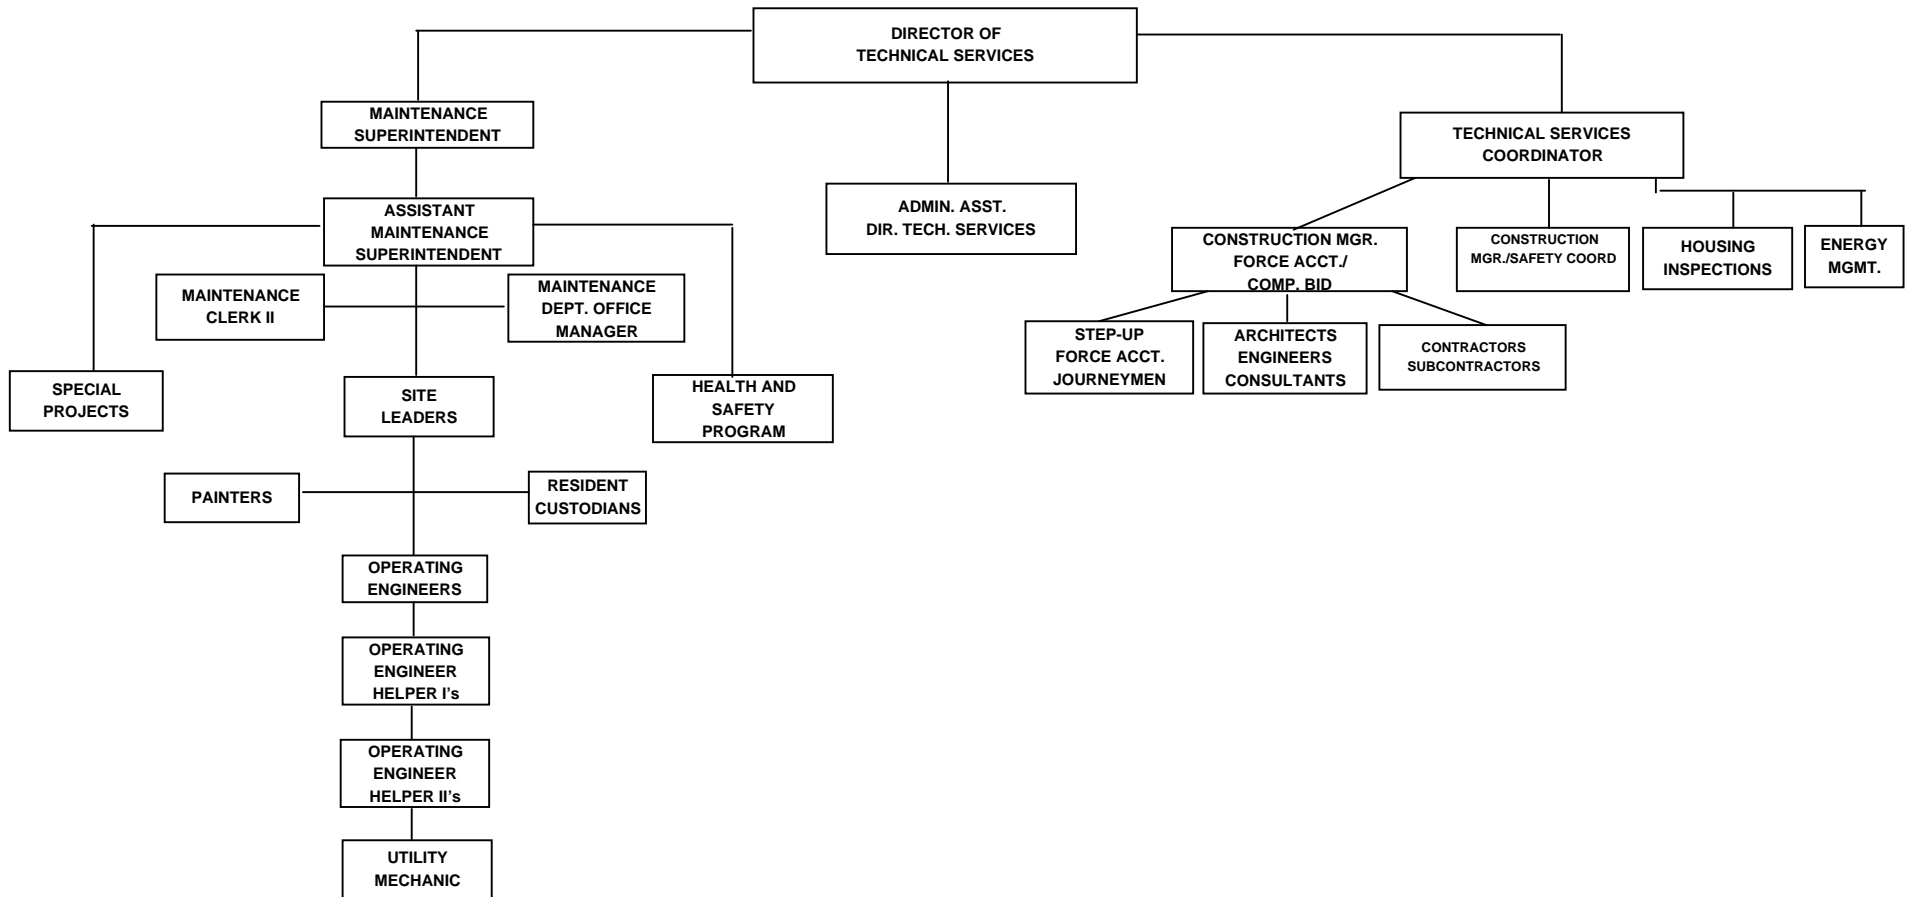 DIRECTOR OF
TECHNICAL SERVICES
MAINTENANCE
SUPERINTENDENT
TECHNICAL SERVICES
COORDINATOR
ADMIN. ASST.
DIR. TECH. SERVICES
ASSISTANT
MAINTENANCE
SUPERINTENDENT
CONSTRUCTION MGR.
FORCE ACCT./
COMP. BID
CONSTRUCTION
MGR./SAFETY COORD
HOUSING
INSPECTIONS
ENERGY
MGMT.
MAINTENANCE
CLERK II
MAINTENANCE
DEPT. OFFICE
MANAGER
STEP-UP
FORCE ACCT.
JOURNEYMEN
ARCHITECTS
ENGINEERS
CONSULTANTS
CONTRACTORS
SUBCONTRACTORS
SPECIAL
PROJECTS
SITE
LEADERS
HEALTH AND
SAFETY
PROGRAM
PAINTERS
RESIDENT
CUSTODIANS
OPERATING
ENGINEERS
OPERATING
ENGINEER
HELPER I's
OPERATING
ENGINEER
HELPER II's
UTILITY
MECHANIC